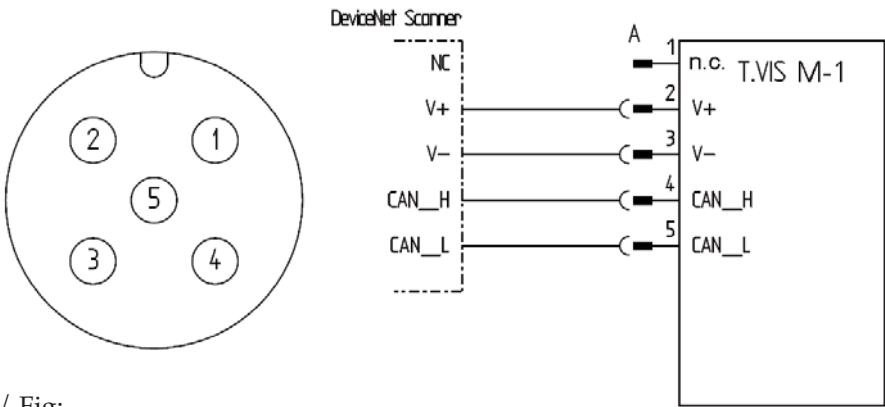 DeviceNet Scanner
A
NC
1
n.c.
T.VIS M-1
V+
2
V+
V-
3
V-
CAN_H
4
CAN_H
CAN_L
5
CAN_L
2
1
5
3
4
/ Fig: